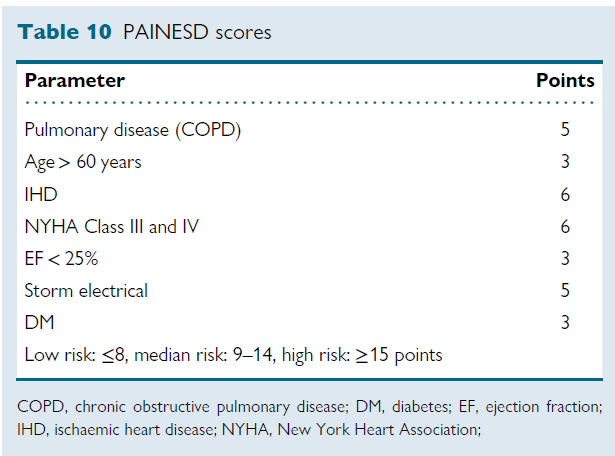 Table 10 PAINESD scores
Parameter Points
Pulmonary disease (COPD) 5
Age > 60 years 3
IHD 6
NYHA Class III and IV 6
EF < 25% 3
Storm electrical 5
DM 3
Low risk: ≤8, median risk: 9–14, high risk: ≥15 points
COPD, chronic obstructive pulmonary disease; DM, diabetes; EF, ejection fraction;
IHD, ischaemic heart disease; NYHA, New York Heart Association;